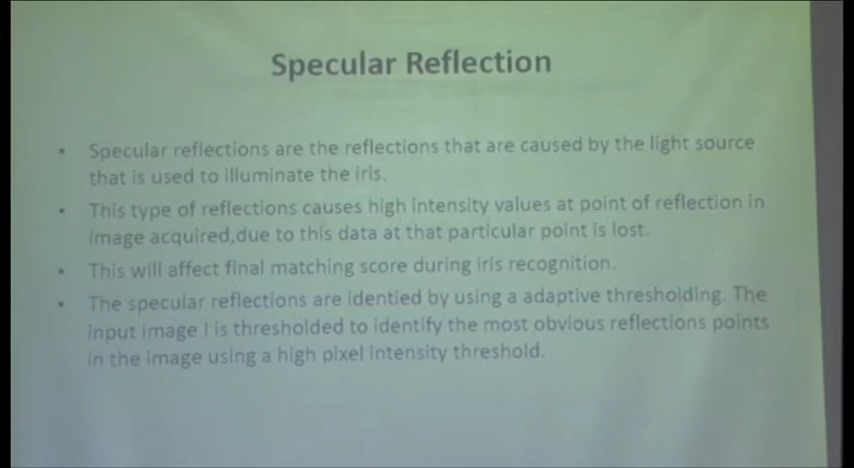 Specular Reflection
• Specular reflections are the reflections that are caused by the light source
that is used to illuminate the iris.
• This type of reflections causes high intensity values at point of reflection in
image acquired,due to this data at that particular point is lost.
• This will affect final matching score during iris recognition.
• The specular reflections are identied by using a adaptive thresholding. The
input image I is thresholded to identify the most obvious reflections points
in the image using a high pixel intensity threshold.